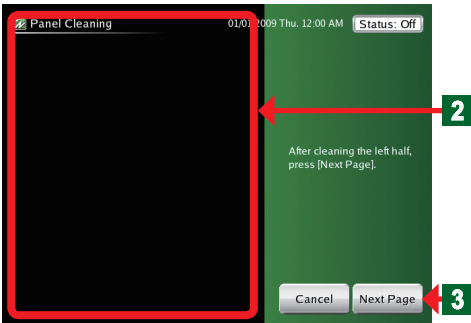 Panel Cleaning
01/01/2009 Thu. 12:00 AM
Status: Off
2
After cleaning the left half,
press [Next Page].
Cancel
Next Page
3